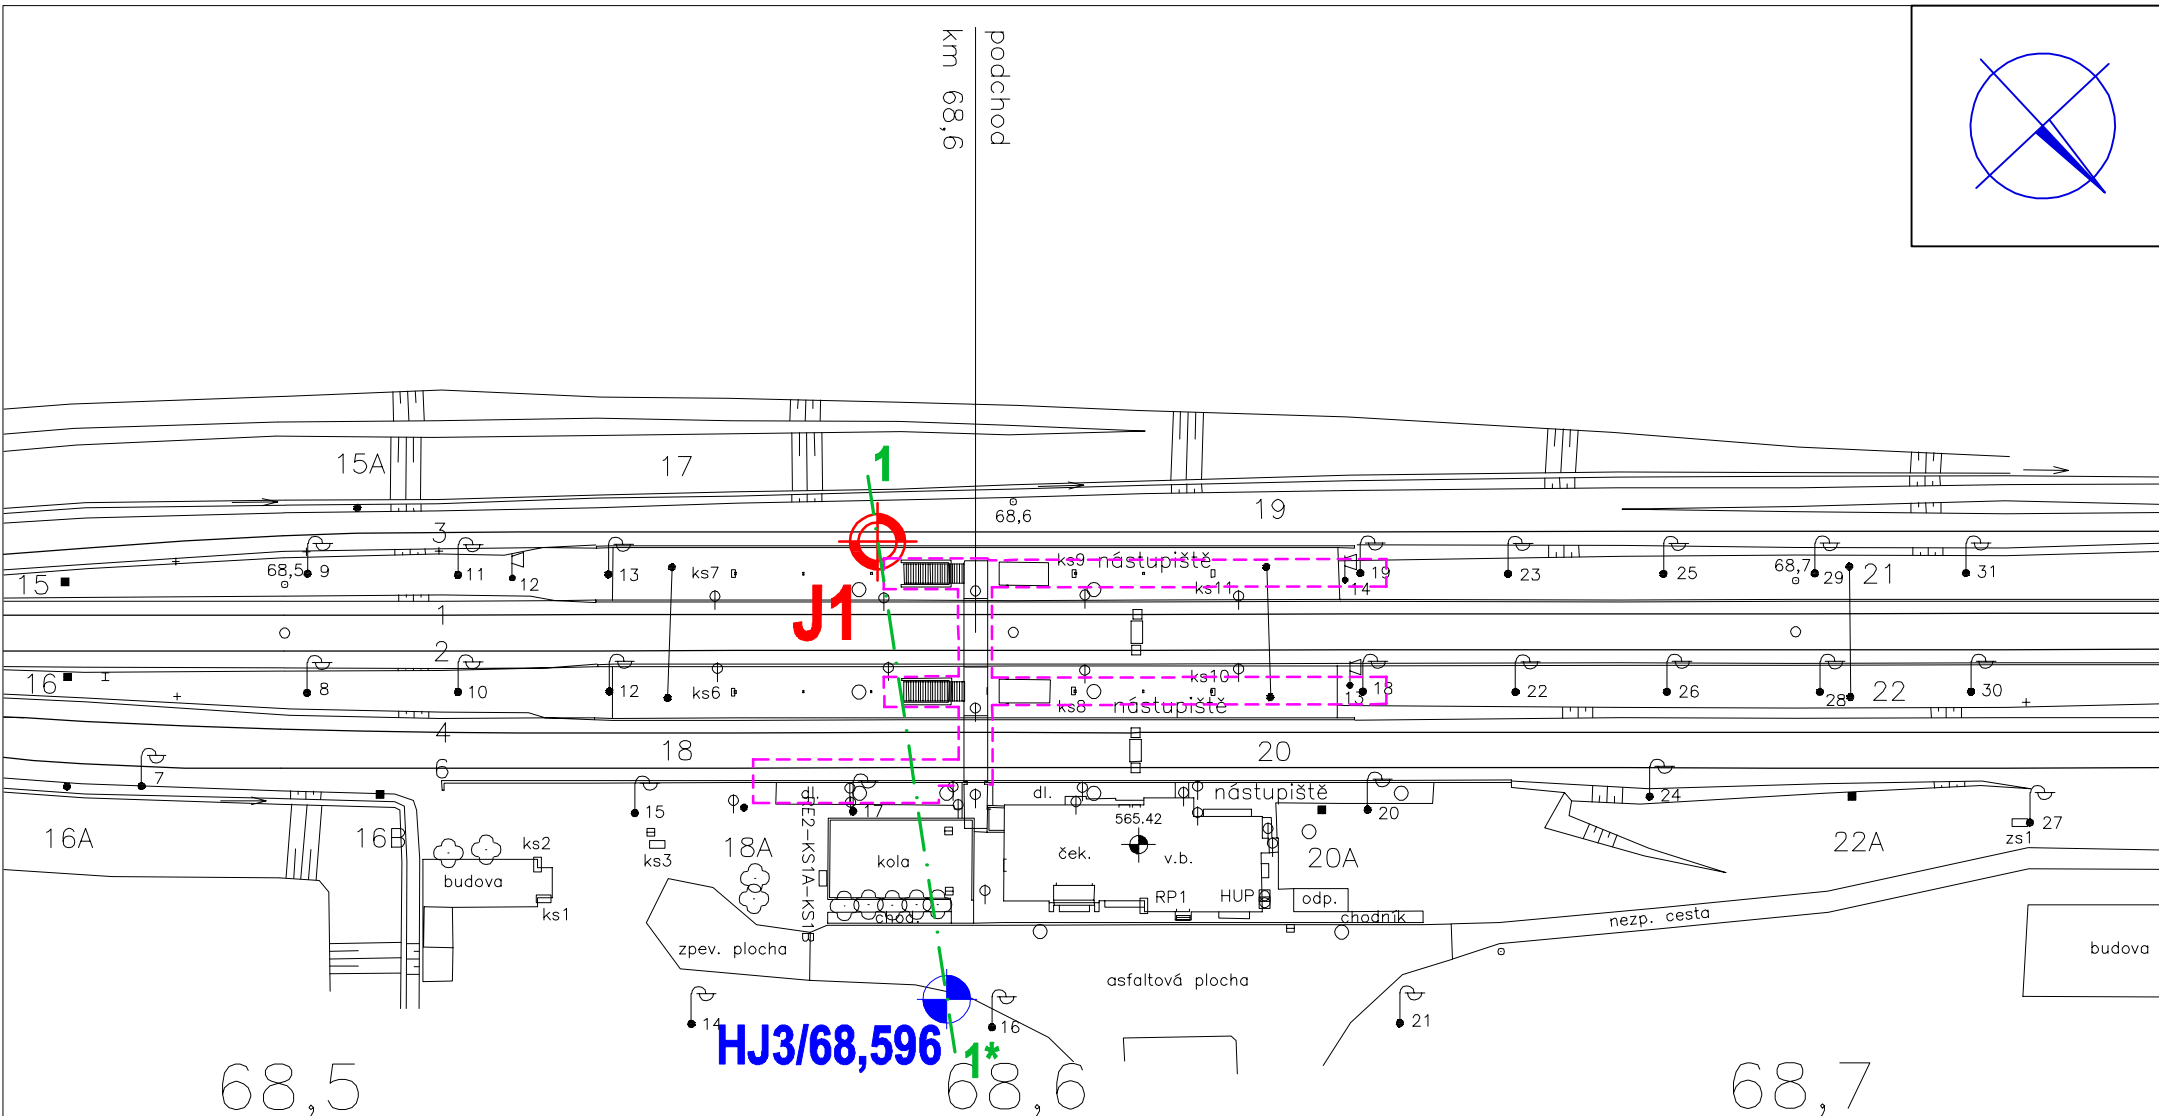 podchod
km 68,6
1
15A
17
19
68,6
3
68,5
9
11
12
13
ks7
ks9
nástupiště
ks11
19
14
23
25
68,7
29
21
31
15
J1
1
2
16
8
10
12
ks6
ks10
ks8
nástupiště
13
18
22
26
28
22
30
4
18
20
6
7
15
dl.
17
dl.
nástupiště
20
24
27
zs1
16A
16B
ks2
budova
ks1
ks3
18A
E2-KS1A-KS1B
kola
chod.
565.42
ček.
v.b.
RP1
HUP
odp.
20A
22A
chodník
nezp. cesta
zpev. plocha
asfaltová plocha
budova
14
16
21
HJ3/68,596
1*
68,5
68,6
68,7